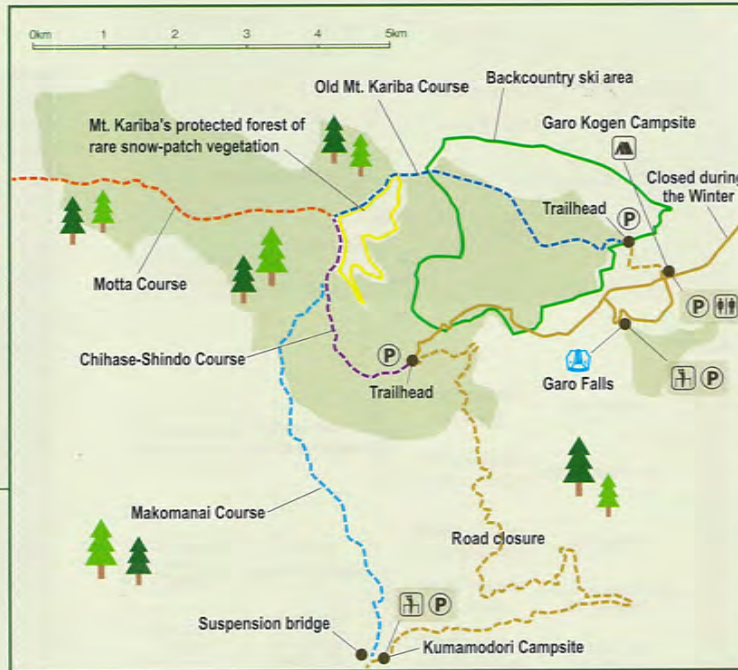 0km 1 2 3 4 5km
Old Mt. Kariba Course
Backcountry ski area
Mt. Kariba's protected forest of
rare snow-patch vegetation
Garo Kogen Campsite
Closed during
the Winter
Trailhead
P
Motta Course
P
Chihase-Shindo Course
P
Trailhead
Garo Falls
P
Makomanai Course
Road closure
Suspension bridge
P
Kumamodori Campsite